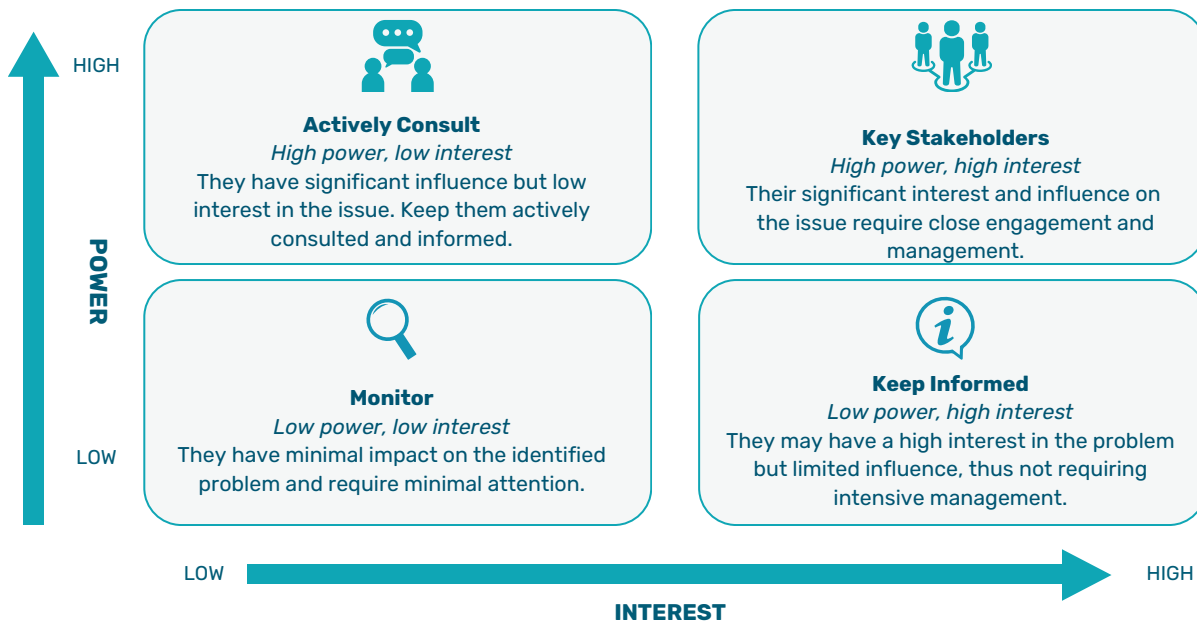 HIGH
Actively Consult
High power, low interest
They have significant influence but low
interest in the issue. Keep them actively
consulted and informed.
Key Stakeholders
High power, high interest
Their significant interest and influence on
the issue require close engagement and
management.
POWER
Monitor
Low power, low interest
They have minimal impact on the identified
problem and require minimal attention.
Keep Informed
Low power, high interest
They may have a high interest in the problem
but limited influence, thus not requiring
intensive management.
LOW
LOW
HIGH
INTEREST